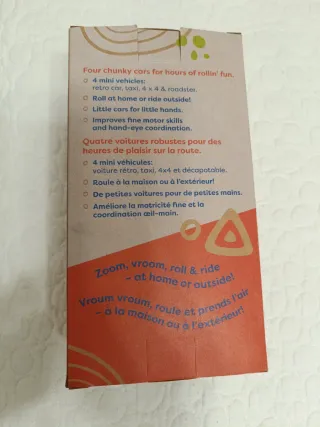 Four chunky cars for hours of rollin' fun.
4 mini vehicles:
retro car, taxi, 4 x 4 & roadster.
Roll at home or ride outside!
Little cars for little hands.
Improves fine motor skills
and hand-eye coordination.
Quatre voitures robustes pour des
heures de plaisir sur la route.
4 mini véhicules:
voiture rétro, taxi, 4x4 et décapotable.
Roule à la maison ou à l'extérieur!
De petites voitures pour de petites mains.
Améliore la motricité fine et la
coordination œil-main.
Zoom, vroom, roll & ride
– at home or outside!
Vroum vroum, roule et prends l'air
– à la maison ou à l'extérieur!